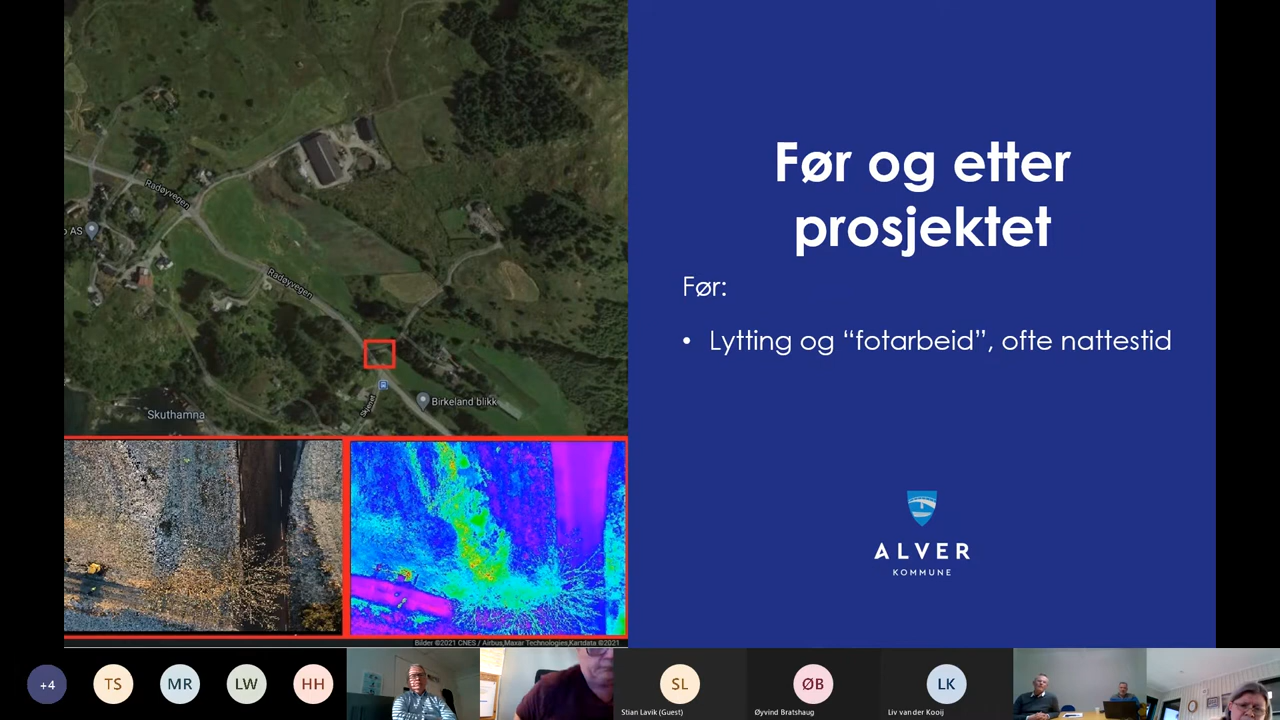 Før og etter
prosjektet
Før:
• Lytting og “fotarbeid”, ofte nattestid
ALVER
KOMMUNE
Radøyvegen
o AS
Radøyvegen
Birkeland blikk
Skuthamna
Bilder ©2021 CNES / Airbus,Maxar Technologies,Kartdata ©2021
+4
TS
MR
LW
HH
SL
Stian Lavik (Guest)
ØB
Øyvind Bratshaug
LK
Liv van der Kooij